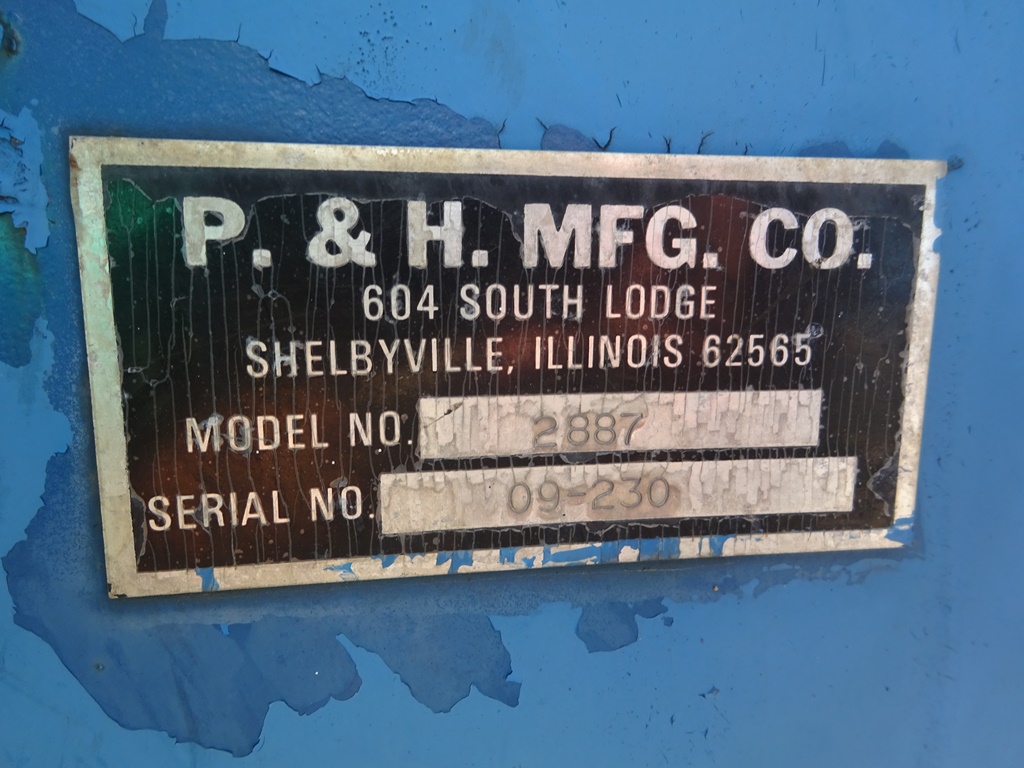 P. & H. MFG. CO.
604 SOUTH LODGE
SHELBYVILLE, ILLINOIS 62565
MODEL NO. 2887
SERIAL NO. 09-230